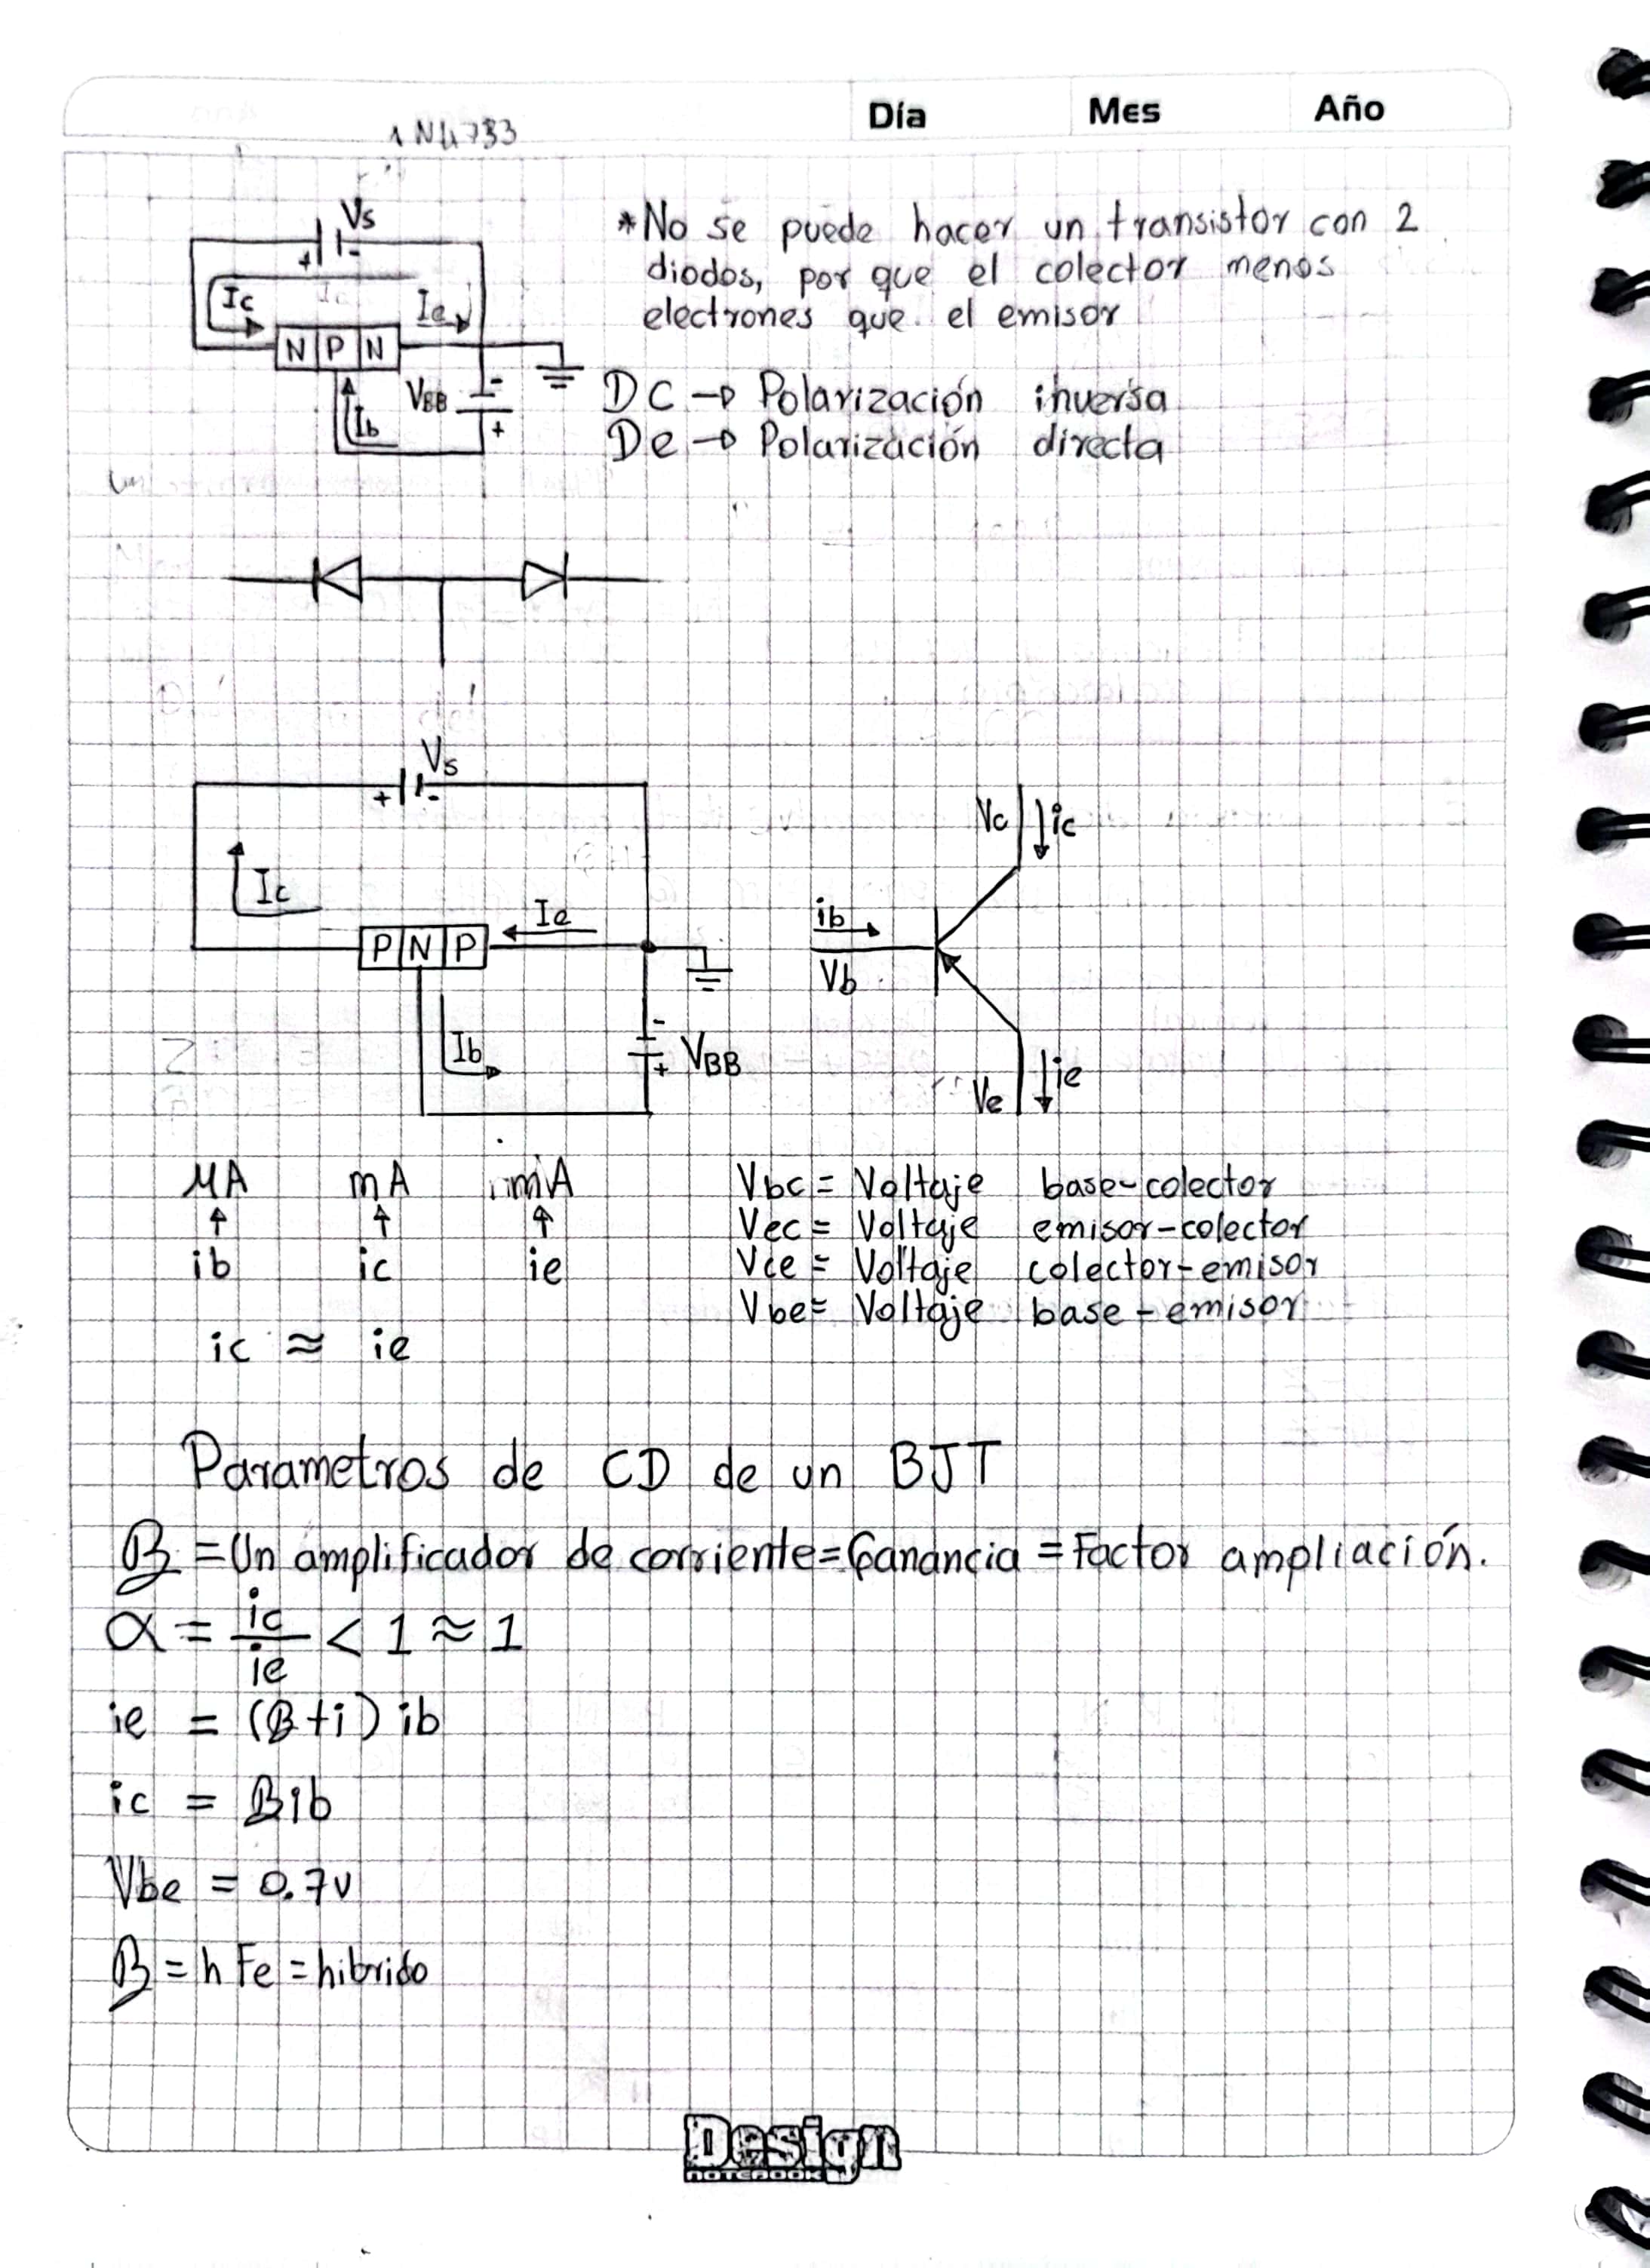 Día Mes Año
1N4733
Vs
+ -
Ic
Ie
N P N
VBB
-
+
Ib
*No se puede hacer un transistor con 2
diodos, por que el colector menos
electrones que el emisor
DC → Polarización inversa
De → Polarización directa
Vs
+ -
Ic
Ie
P N P
Ib
-
+
VBB
Vc ic
ib
Vb
Ve ie
μA mA mA
↑ ↑ ↑
ib ic ie
ic ≈ ie
Vbc = Voltaje base-colector
Vec = Voltaje emisor-colector
Vce = Voltaje colector-emisor
Vbe = Voltaje base-emisor
Parametros de CD de un BJT
β = Un amplificador de corriente = Ganancia = Factor ampliación.
α = ic/ie < 1 ≈ 1
ie = (β+i) ib
ic = βib
Vbe = 0.7v
β = hFe = hibrido
Design
NOTEBOOK